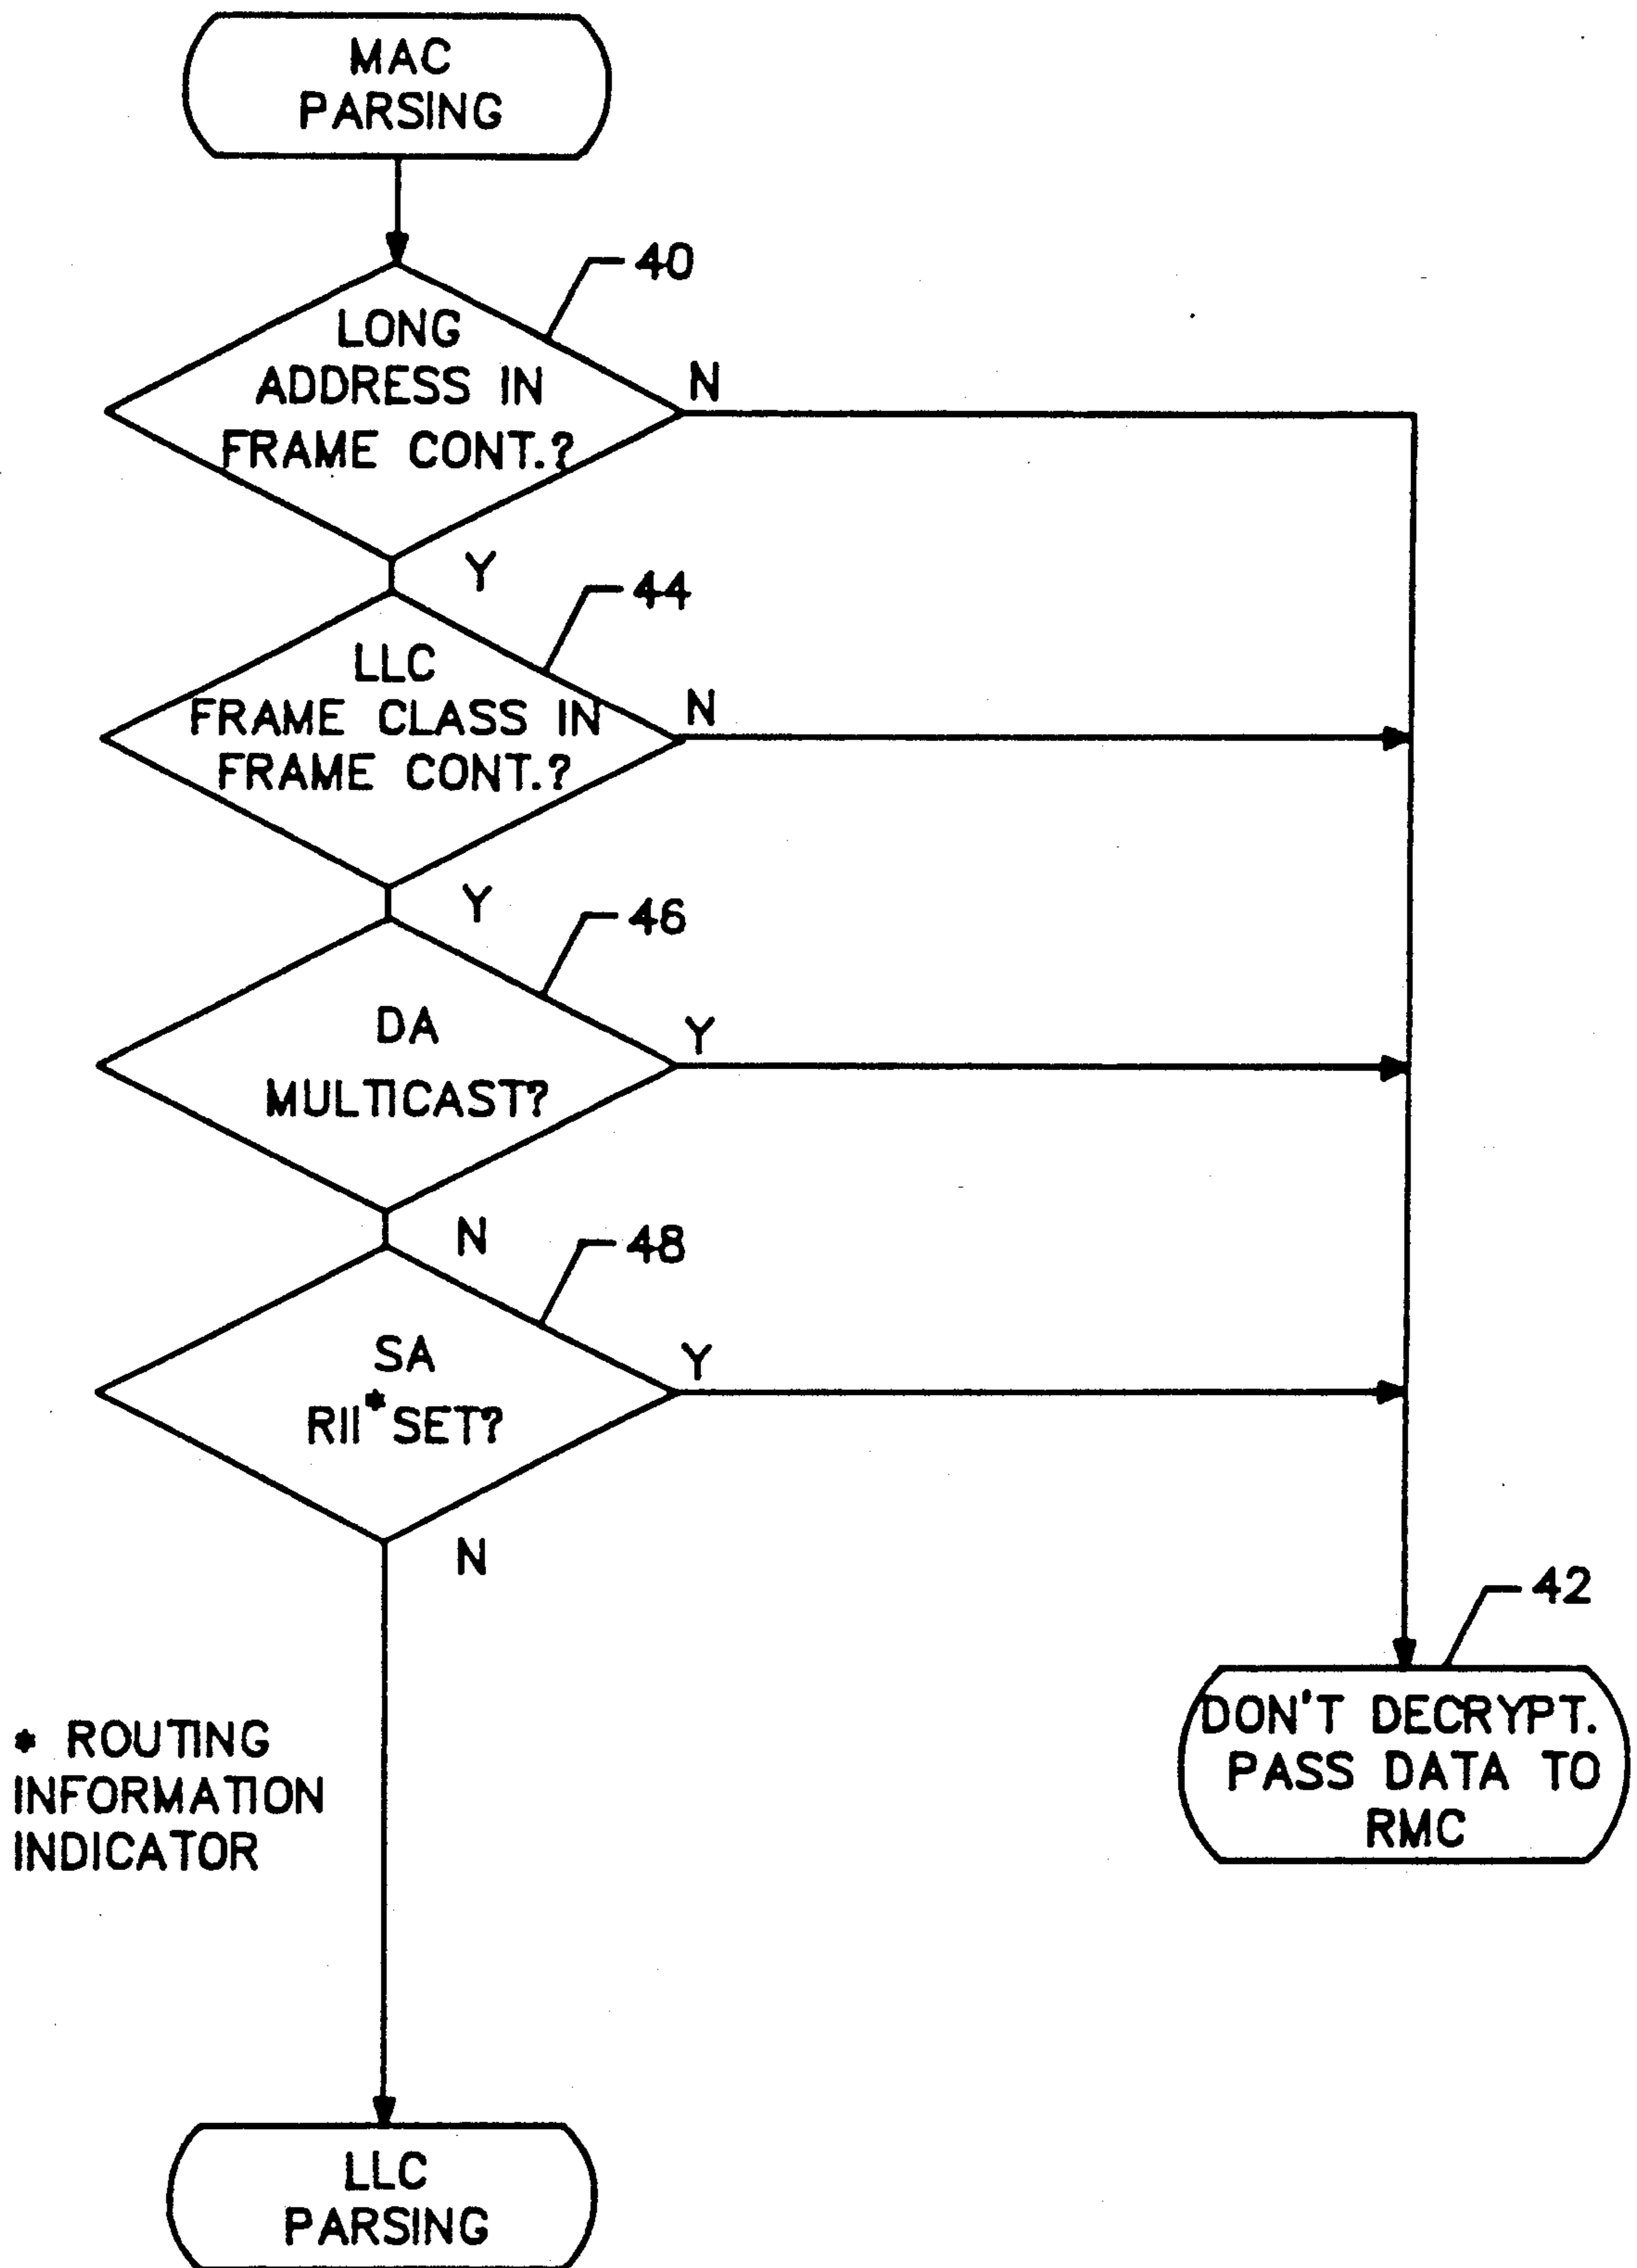 MAC
PARSING
40
LONG
ADDRESS IN
FRAME CONT.?
N
Y
44
LLC
FRAME CLASS IN
FRAME CONT.?
N
Y
46
DA
MULTICAST?
Y
N
48
SA
RII*SET?
Y
N
42
DON'T DECRYPT.
PASS DATA TO
RMC
* ROUTING
INFORMATION
INDICATOR
LLC
PARSING